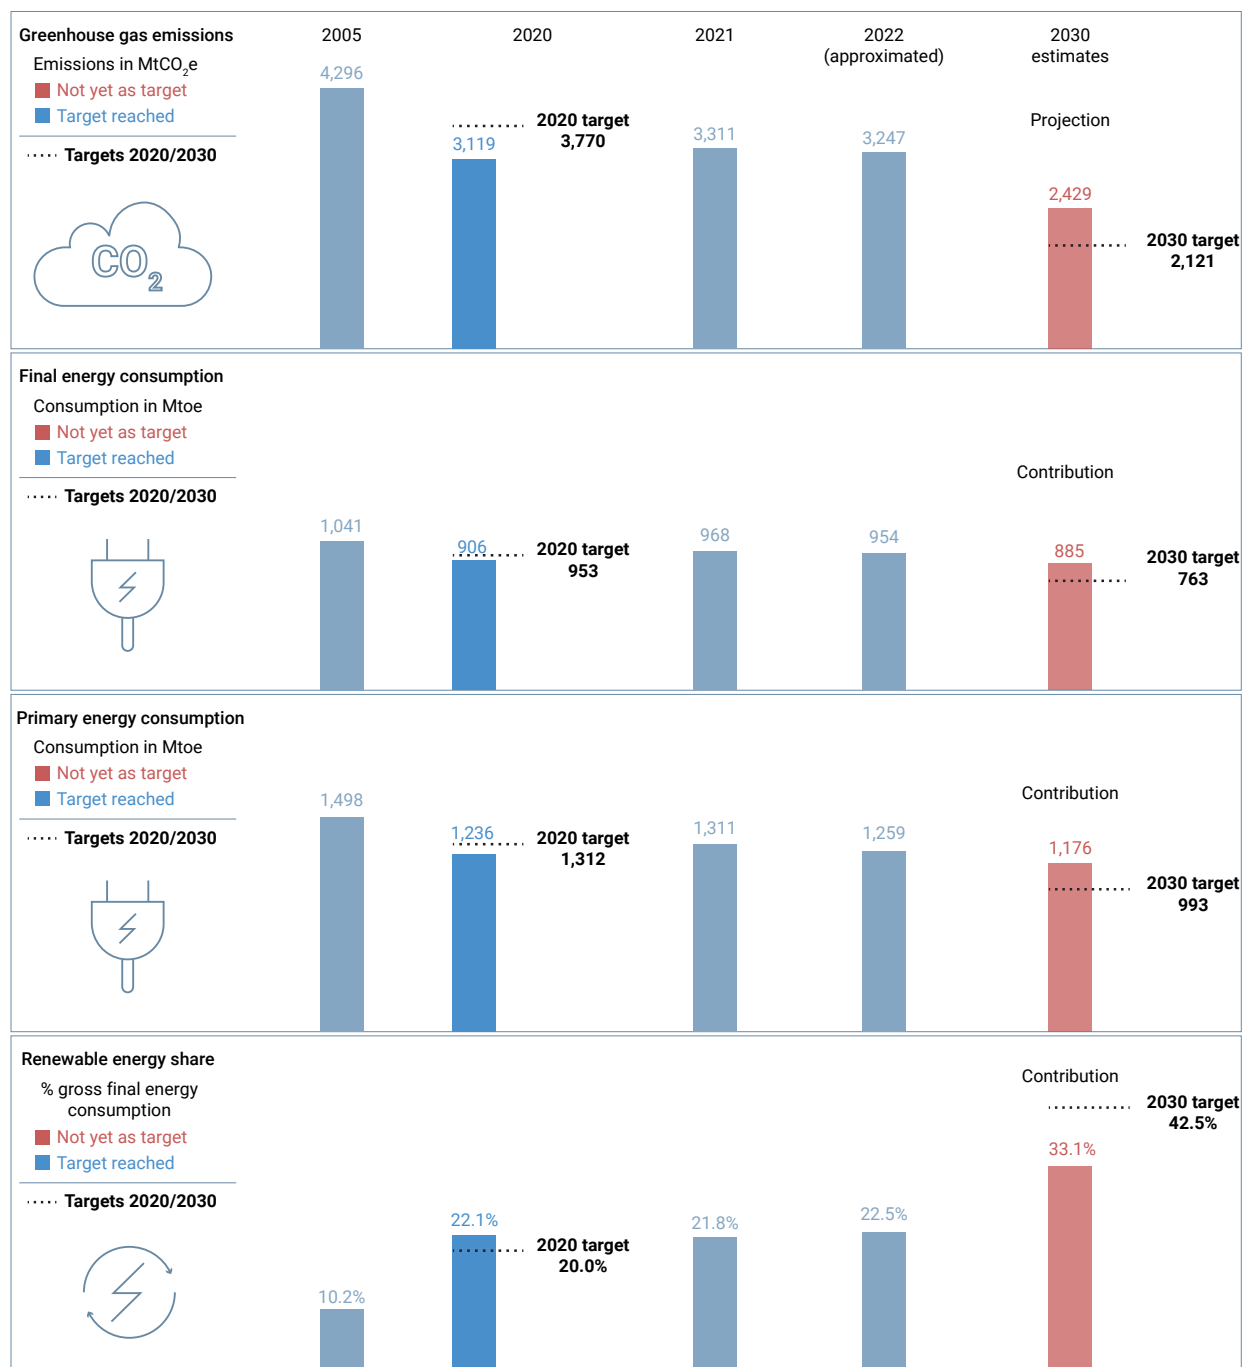 Greenhouse gas emissions
2005
2020
2021
2022
(approximated)
2030
estimates
Emissions in MtCO2e
Not yet as target
Target reached
Targets 2020/2030
CO2
4,296
3,119
2020 target
3,770
3,311
3,247
Projection
2,429
2030 target
2,121
Final energy consumption
Consumption in Mtoe
Not yet as target
Target reached
Targets 2020/2030
1,041
906
2020 target
953
968
954
Contribution
885
2030 target
763
Primary energy consumption
Consumption in Mtoe
Not yet as target
Target reached
Targets 2020/2030
1,498
1,236
2020 target
1,312
1,311
1,259
Contribution
1,176
2030 target
993
Renewable energy share
% gross final energy
consumption
Not yet as target
Target reached
Targets 2020/2030
10.2%
22.1%
2020 target
20.0%
21.8%
22.5%
Contribution
2030 target
42.5%
33.1%